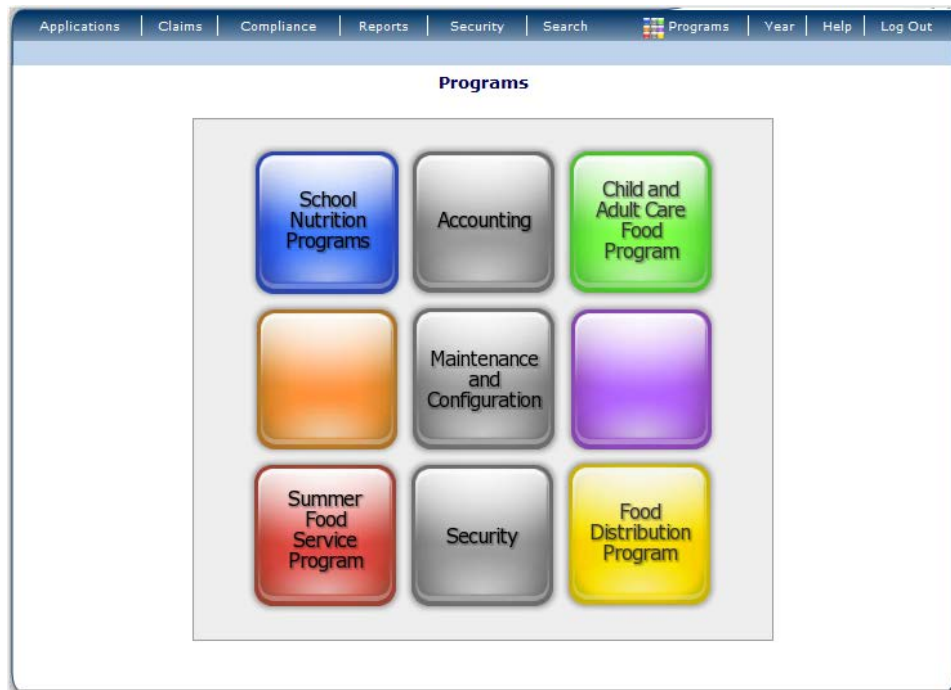 Applications Claims Compliance Reports Security Search Programs Year Help Log Out
Programs
School
Nutrition
Programs
Accounting
Child and
Adult Care
Food
Program
Maintenance
and
Configuration
Summer
Food
Service
Program
Security
Food
Distribution
Program